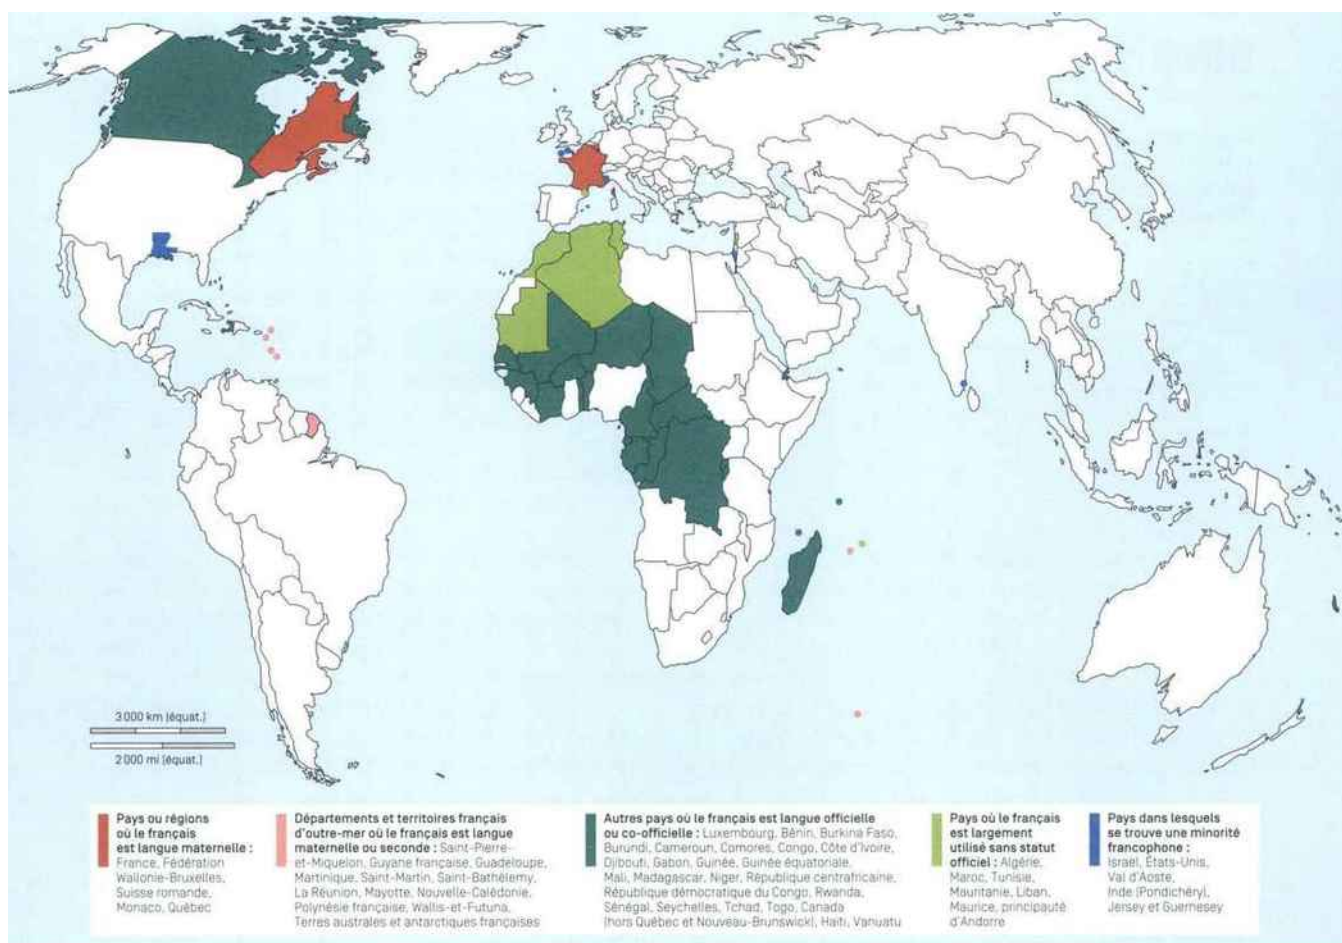 3 000 km (équat.)
2 000 mi (équat.)
Pays ou régions
où le français
est langue maternelle :
France, Fédération
Wallonie-Bruxelles,
Suisse romande,
Monaco, Québec
Départements et territoires français
d'outre-mer où le français est langue
maternelle ou seconde : Saint-Pierre-
et-Miquelon, Guyane française, Guadeloupe,
Martinique, Saint-Martin, Saint-Bathélemy,
La Réunion, Mayotte, Nouvelle-Calédonie,
Polynésie française, Wallis-et-Futuna,
Terres australes et antarctiques françaises
Autres pays où le français est langue officielle
ou co-officielle : Luxembourg, Bénin, Burkina Faso,
Burundi, Cameroun, Comores, Congo, Côte d'Ivoire,
Djibouti, Gabon, Guinée, Guinée équatoriale,
Mali, Madagascar, Niger, République centrafricaine,
République démocratique du Congo, Rwanda,
Sénégal, Seychelles, Tchad, Togo, Canada
(hors Québec et Nouveau-Brunswick), Haïti, Vanuatu
Pays où le français
est largement
utilisé sans statut
officiel : Algérie,
Maroc, Tunisie,
Mauritanie, Liban,
Maurice, principauté
d'Andorre
Pays dans lesquels
se trouve une minorité
francophone :
Israël, États-Unis,
Val d'Aoste,
Inde (Pondichéry),
Jersey et Guernesey